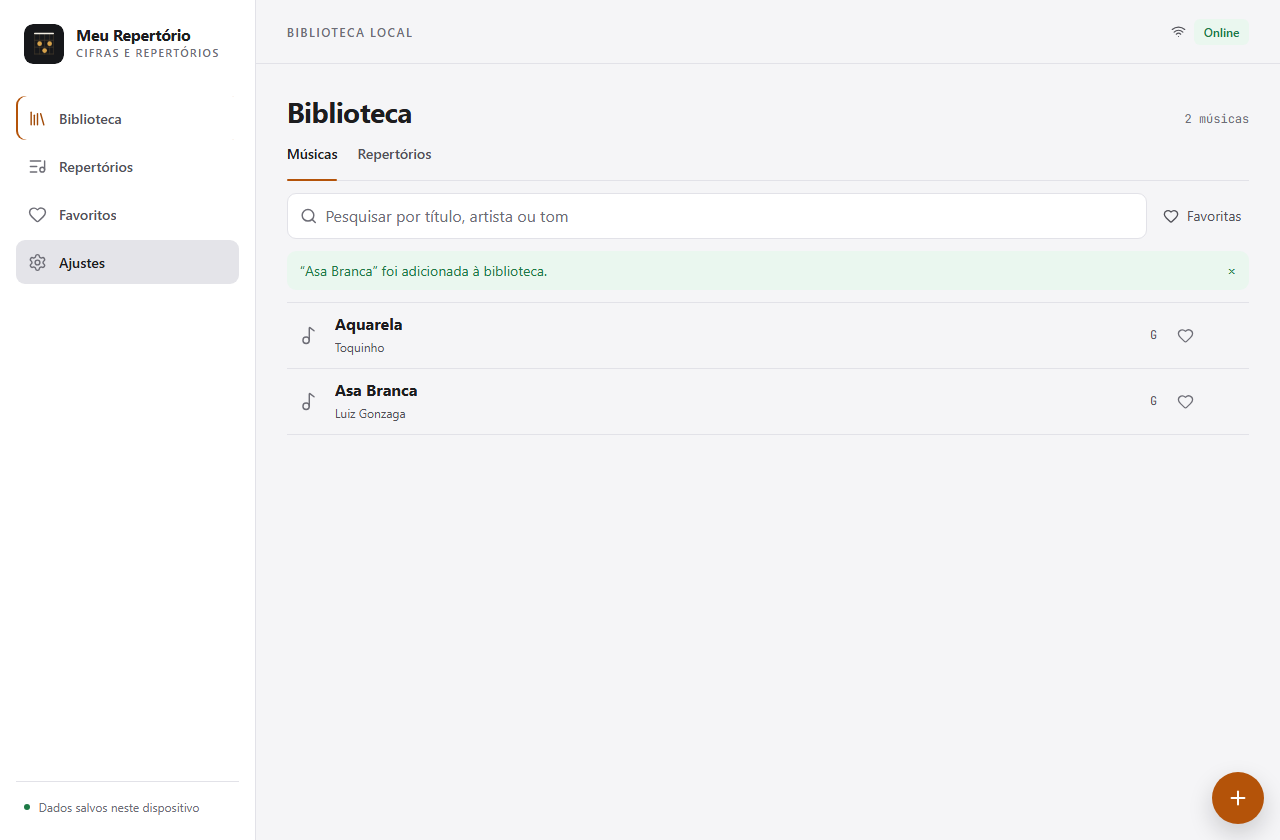 Meu Repertório
CIFRAS E REPERTÓRIOS
Biblioteca
Repertórios
Favoritos
Ajustes
Dados salvos neste dispositivo
BIBLIOTECA LOCAL
Online
Biblioteca
2 músicas
Músicas
Repertórios
Pesquisar por título, artista ou tom
Favoritas
“Asa Branca” foi adicionada à biblioteca.
×
Aquarela
Toquinho
G
Asa Branca
Luiz Gonzaga
G
+